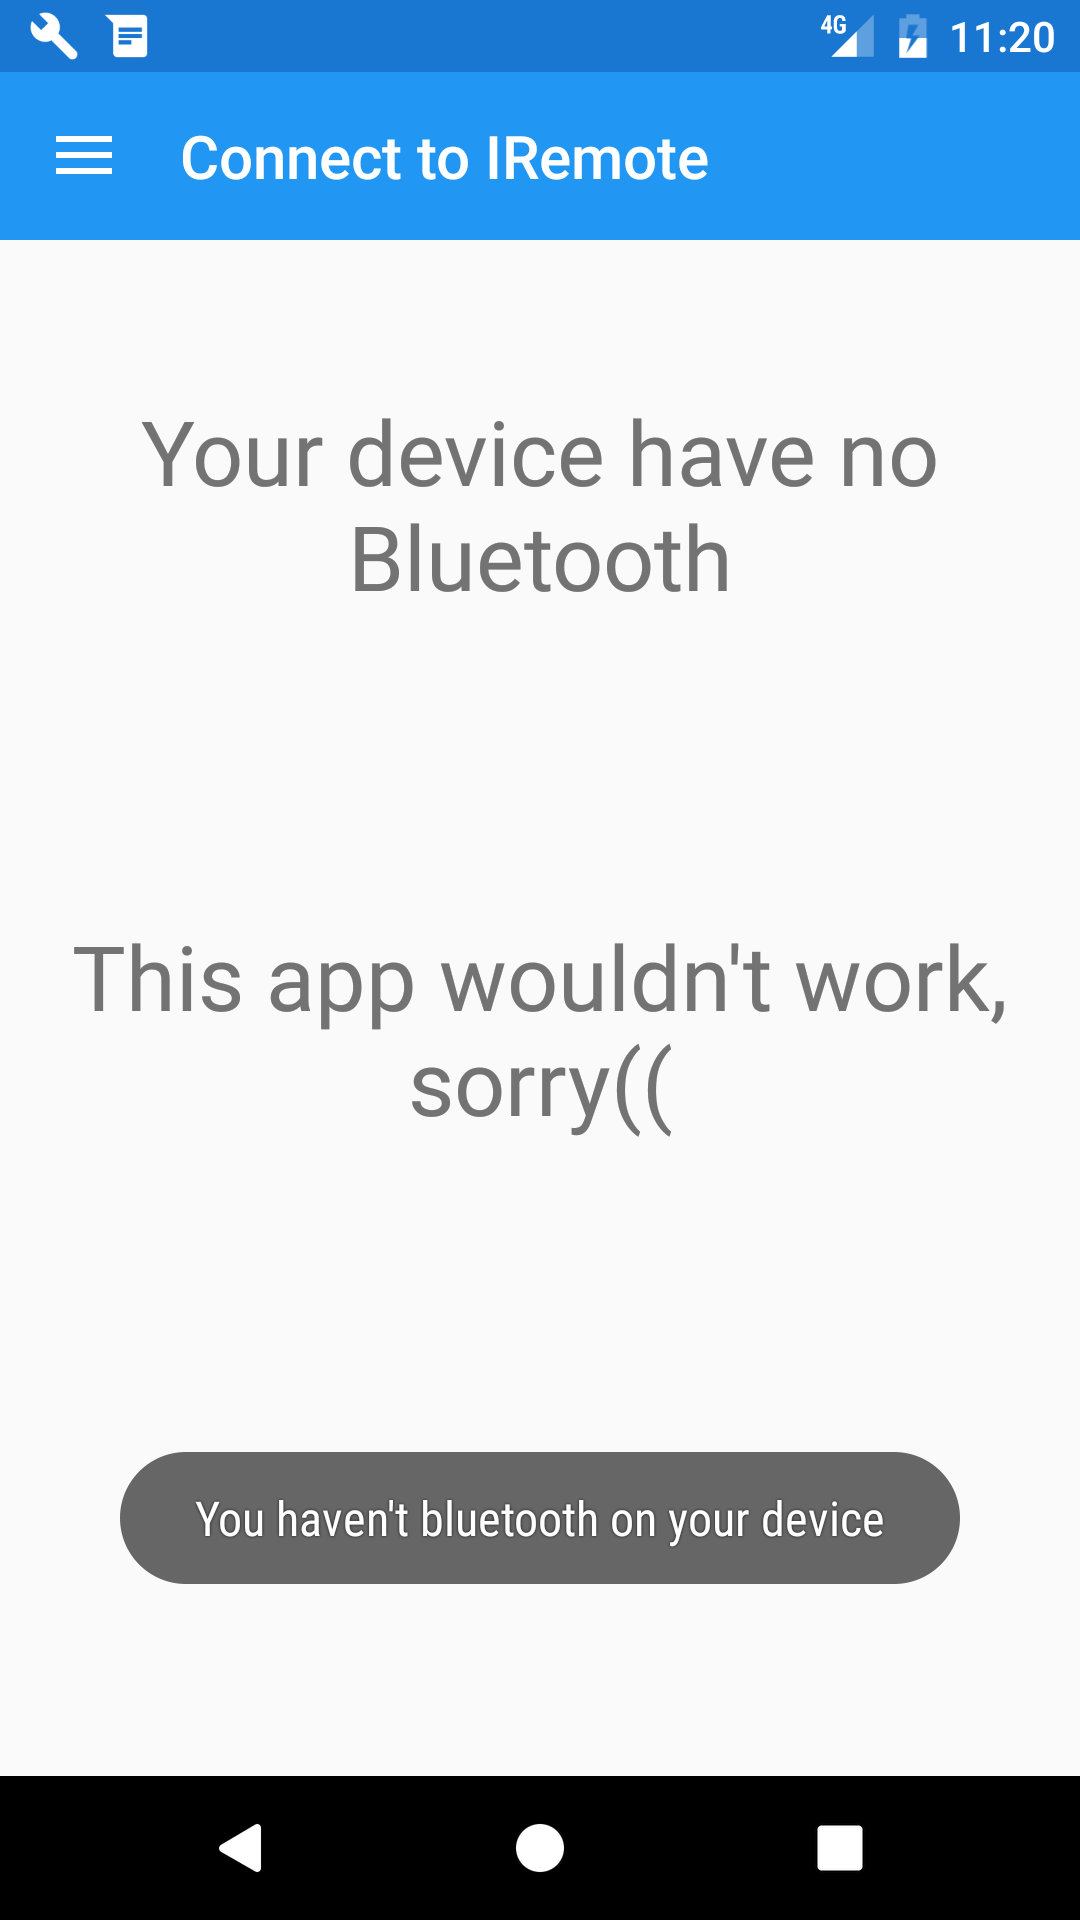 4G 11:20
Connect to IRemote
Your device have no
Bluetooth
This app wouldn't work,
sorry((
You haven't bluetooth on your device